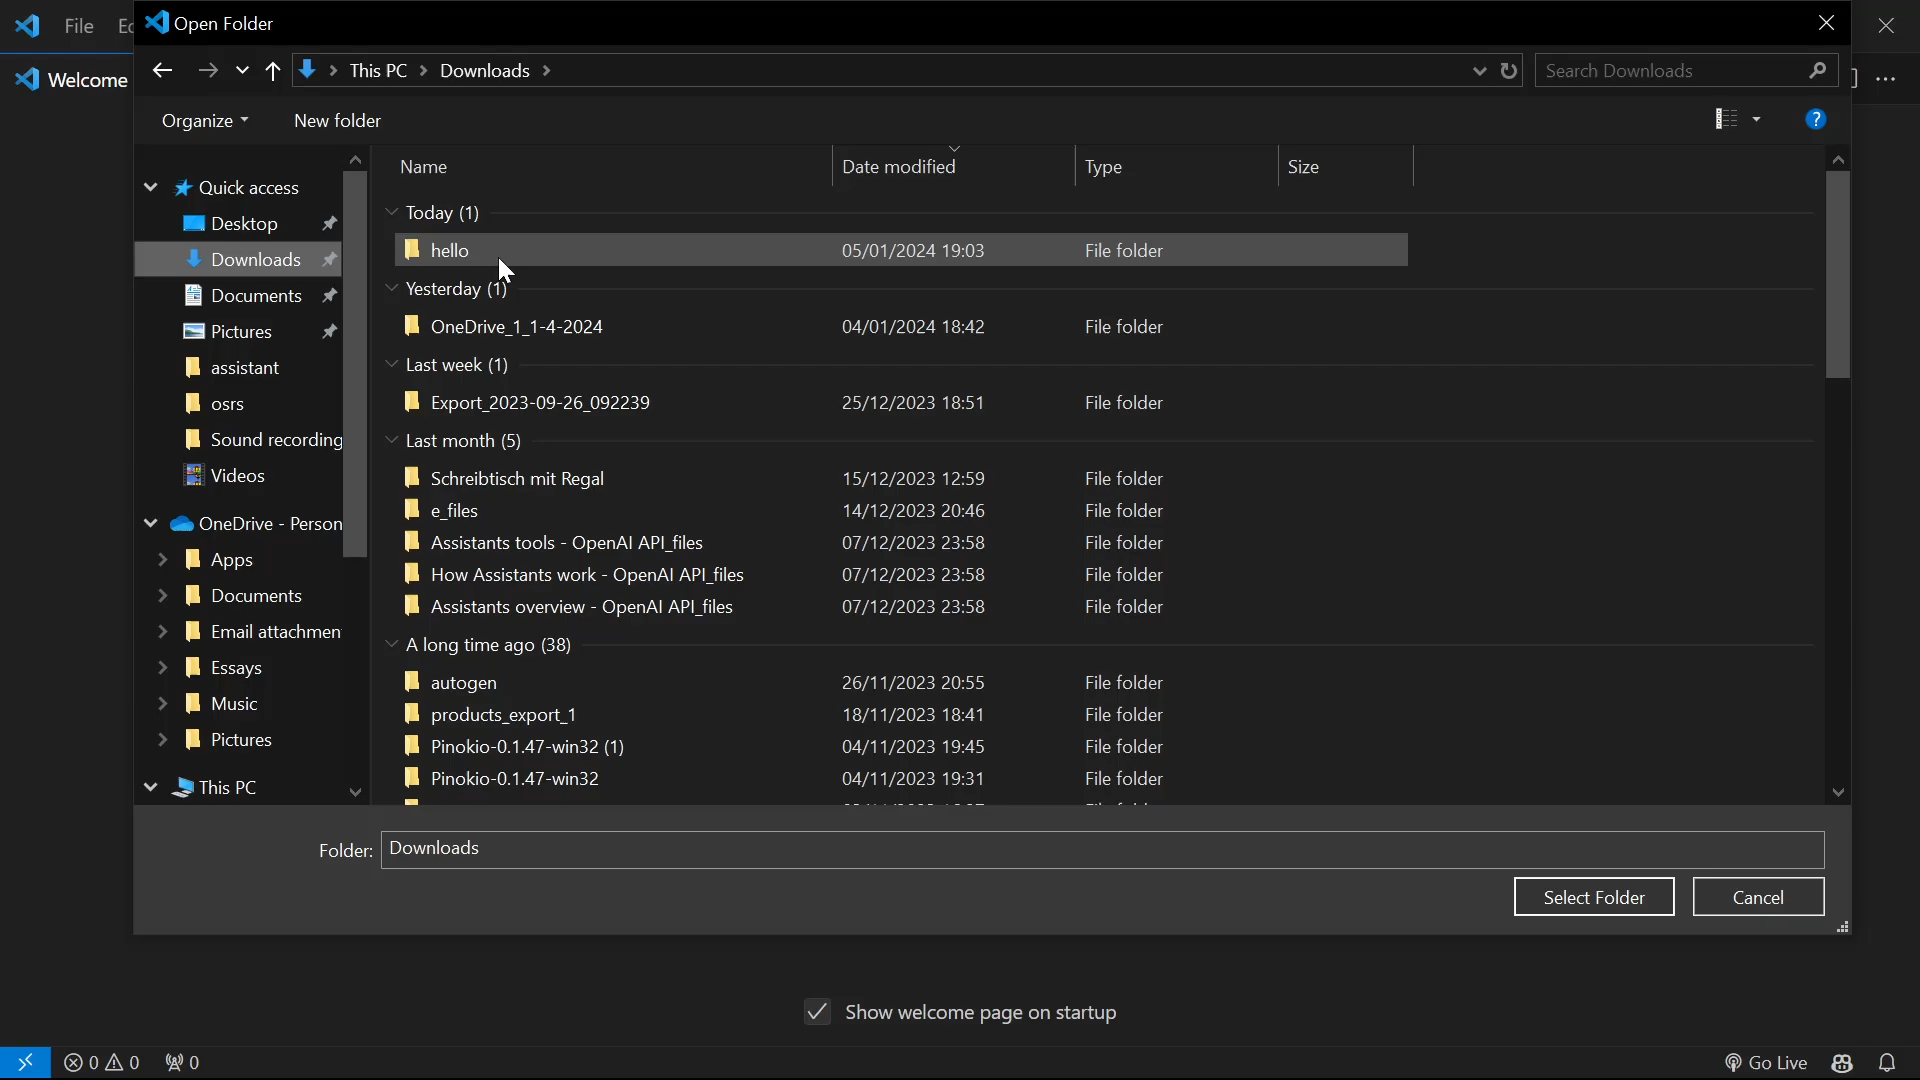 File
Open Folder
Welcome
This PC
Downloads
Search Downloads
Organize
New folder
?
Name
Date modified
Type
Size
Quick access
Desktop
Downloads
Documents
Pictures
assistant
osrs
Sound recording
Videos
OneDrive - Person
Apps
Documents
Email attachmen
Essays
Music
Pictures
This PC
Today (1)
hello 05/01/2024 19:03 File folder
Yesterday (1)
OneDrive_1_1-4-2024 04/01/2024 18:42 File folder
Last week (1)
Export_2023-09-26_092239 25/12/2023 18:51 File folder
Last month (5)
Schreibtisch mit Regal 15/12/2023 12:59 File folder
e_files 14/12/2023 20:46 File folder
Assistants tools - OpenAI API_files 07/12/2023 23:58 File folder
How Assistants work - OpenAI API_files 07/12/2023 23:58 File folder
Assistants overview - OpenAI API_files 07/12/2023 23:58 File folder
A long time ago (38)
autogen 26/11/2023 20:55 File folder
products_export_1 18/11/2023 18:41 File folder
Pinokio-0.1.47-win32 (1) 04/11/2023 19:45 File folder
Pinokio-0.1.47-win32 04/11/2023 19:31 File folder
Folder: Downloads
Select Folder
Cancel
Show welcome page on startup
0 0 0
Go Live